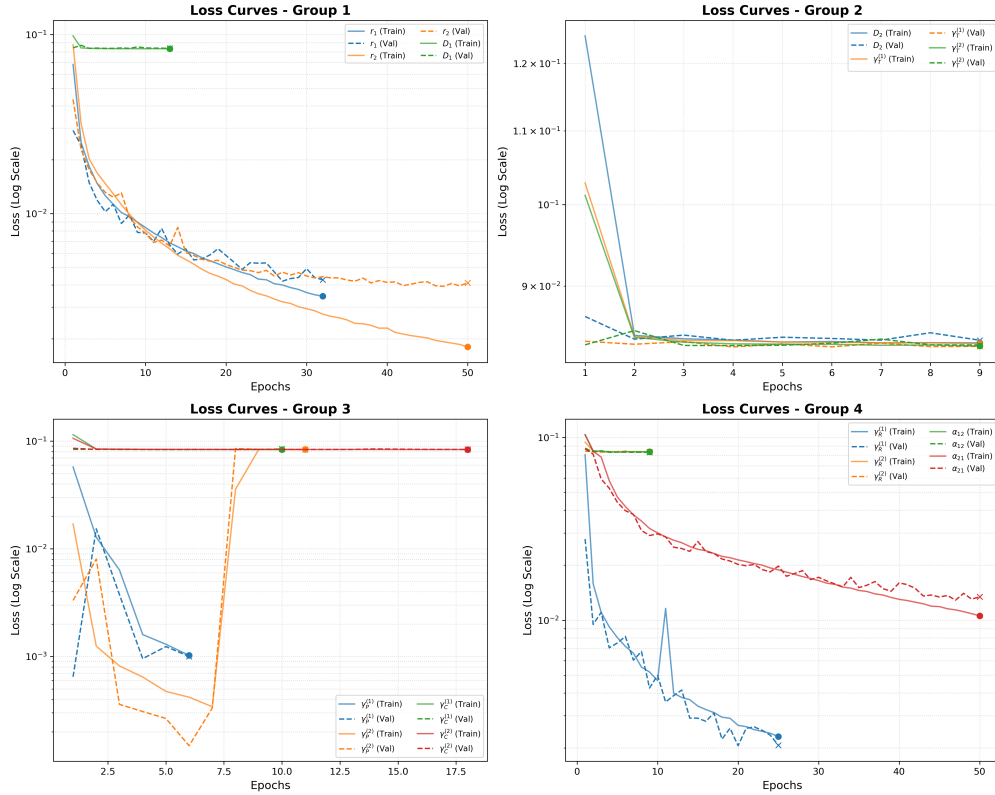 Loss Curves - Group 1
Loss (Log Scale)
10⁻¹
10⁻²
r₁ (Train)
r₁ (Val)
r₂ (Train)
r₂ (Val)
D₁ (Train)
D₁ (Val)
0 10 20 30 40 50
Epochs
Loss Curves - Group 2
Loss (Log Scale)
1.2 × 10⁻¹
1.1 × 10⁻¹
10⁻¹
9 × 10⁻²
D₂ (Train)
D₂ (Val)
γ_T⁽¹⁾ (Train)
γ_T⁽¹⁾ (Val)
γ_T⁽²⁾ (Train)
γ_T⁽²⁾ (Val)
1 2 3 4 5 6 7 8 9
Epochs
Loss Curves - Group 3
Loss (Log Scale)
10⁻¹
10⁻²
10⁻³
γ_P⁽¹⁾ (Train)
γ_P⁽¹⁾ (Val)
γ_P⁽²⁾ (Train)
γ_P⁽²⁾ (Val)
γ_C⁽¹⁾ (Train)
γ_C⁽¹⁾ (Val)
γ_C⁽²⁾ (Train)
γ_C⁽²⁾ (Val)
2.5 5.0 7.5 10.0 12.5 15.0 17.5
Epochs
Loss Curves - Group 4
Loss (Log Scale)
10⁻¹
10⁻²
γ_R⁽¹⁾ (Train)
γ_R⁽¹⁾ (Val)
γ_R⁽²⁾ (Train)
γ_R⁽²⁾ (Val)
α₁₂ (Train)
α₁₂ (Val)
α₂₁ (Train)
α₂₁ (Val)
0 10 20 30 40 50
Epochs